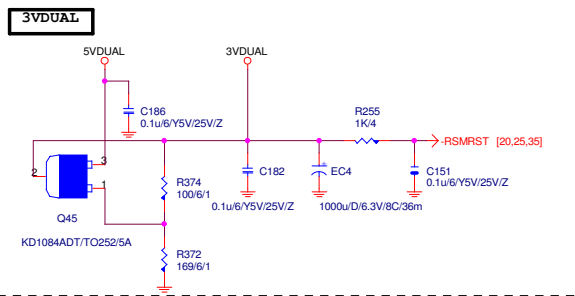 3VDUAL
5VDUAL
3VDUAL
C186
0.1u/6/Y5V/25V/Z
R255
1K/4
-RSMRST [20,25,35]
3
2
1
R374
100/6/1
C182
0.1u/6/Y5V/25V/Z
EC4
1000u/D/6.3V/8C/36m
C151
0.1u/6/Y5V/25V/Z
Q45
KD1084ADT/TO252/5A
R372
169/6/1